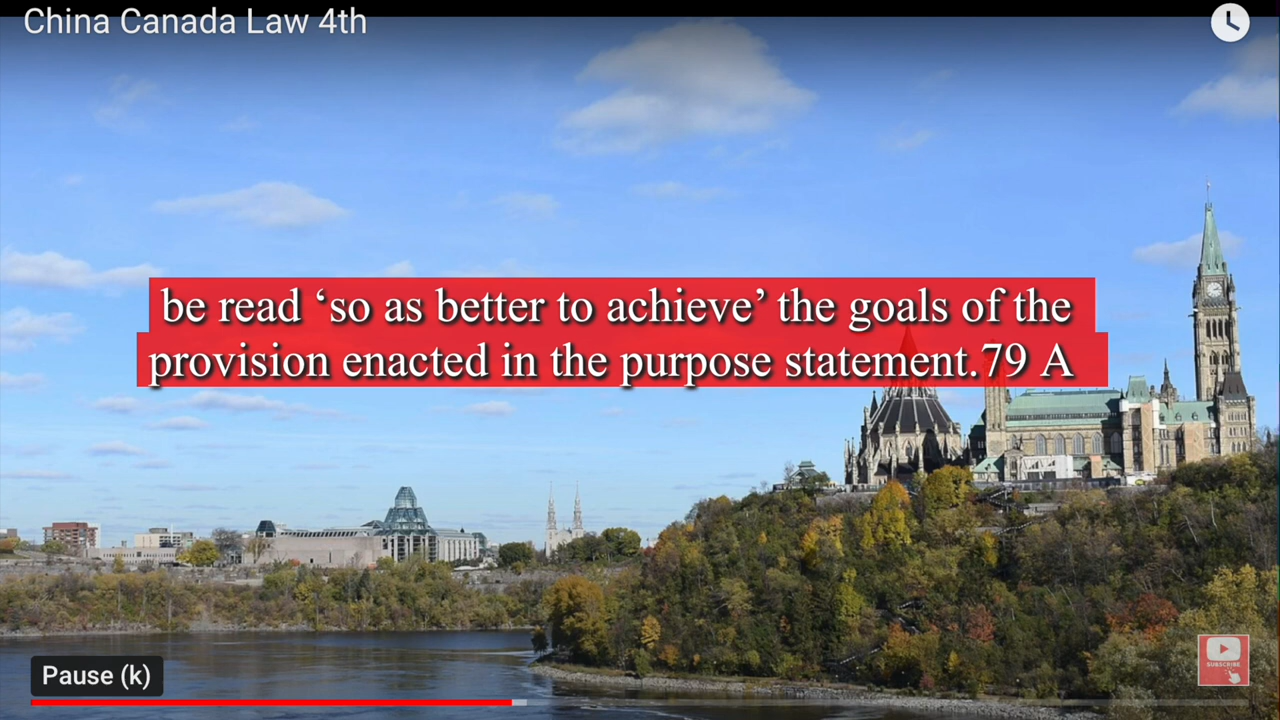 China Canada Law 4th
be read ‘so as better to achieve’ the goals of the
provision enacted in the purpose statement.79 A
SUBSCRIBE
Pause (k)